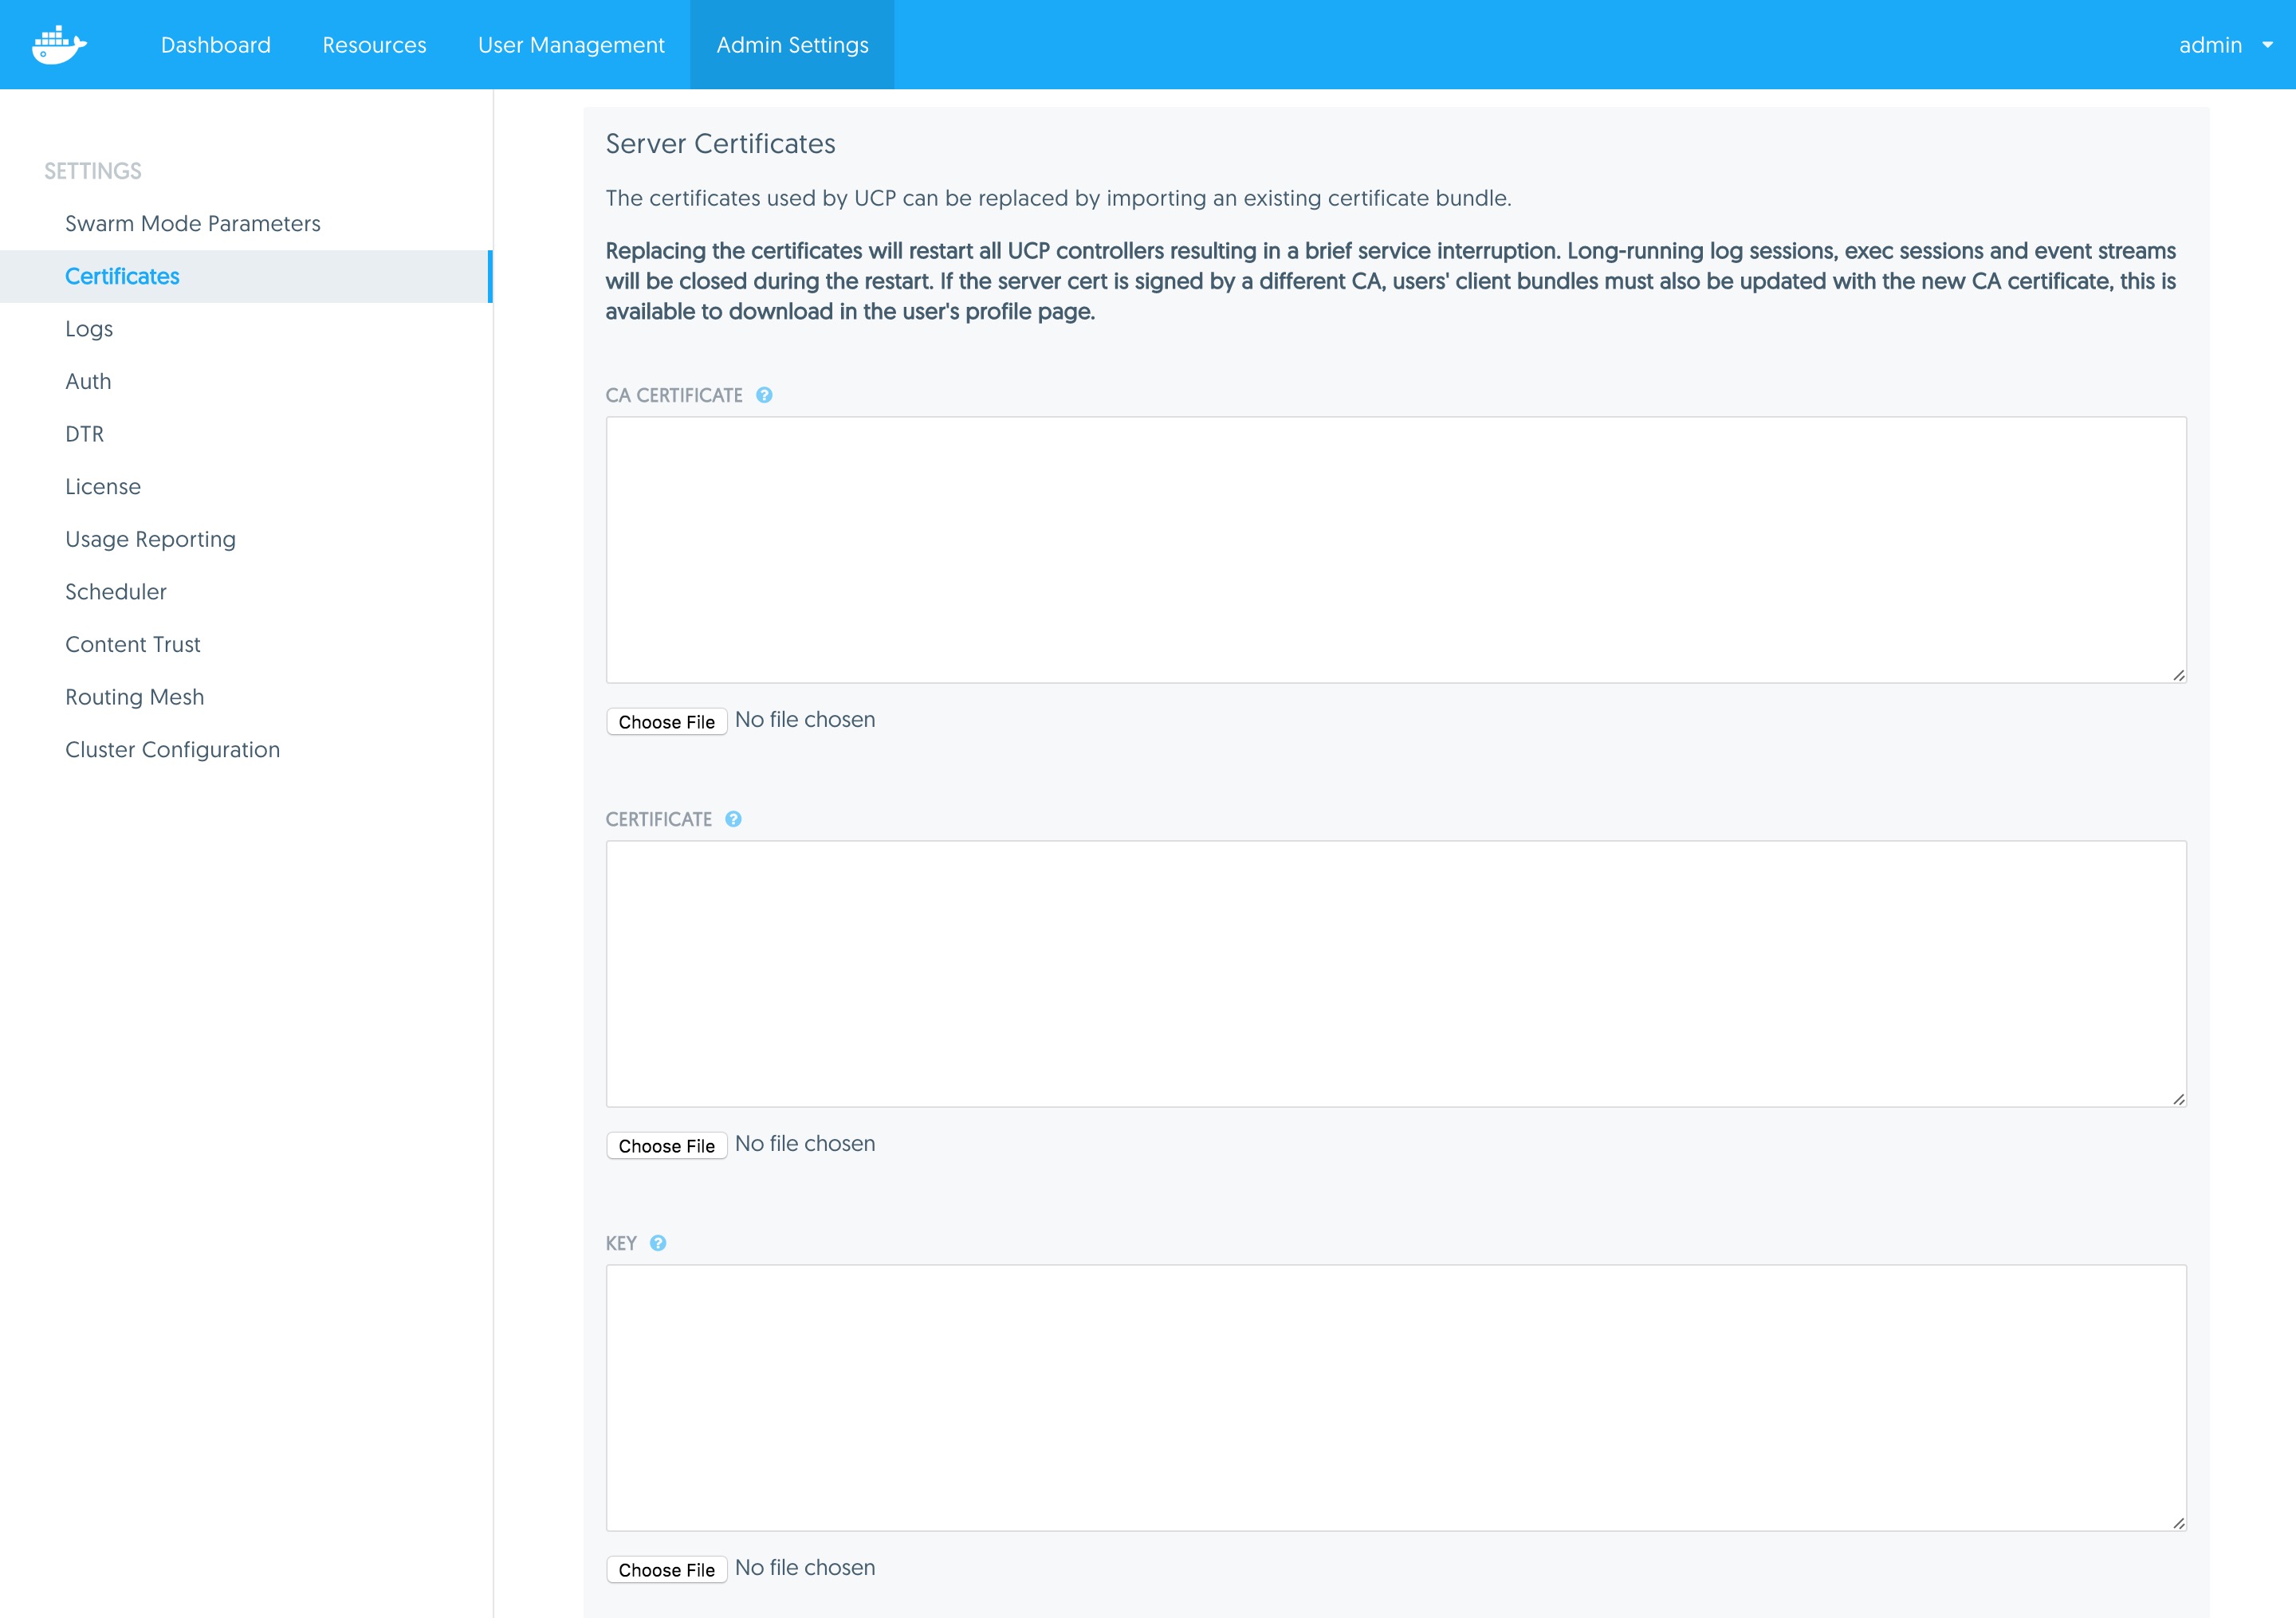 Dashboard
Resources
User Management
Admin Settings
admin
SETTINGS
Swarm Mode Parameters
Certificates
Logs
Auth
DTR
License
Usage Reporting
Scheduler
Content Trust
Routing Mesh
Cluster Configuration
Server Certificates
The certificates used by UCP can be replaced by importing an existing certificate bundle.
Replacing the certificates will restart all UCP controllers resulting in a brief service interruption. Long-running log sessions, exec sessions and event streams
will be closed during the restart. If the server cert is signed by a different CA, users' client bundles must also be updated with the new CA certificate, this is
available to download in the user's profile page.
CA CERTIFICATE ?
Choose File No file chosen
CERTIFICATE ?
Choose File No file chosen
KEY ?
Choose File No file chosen